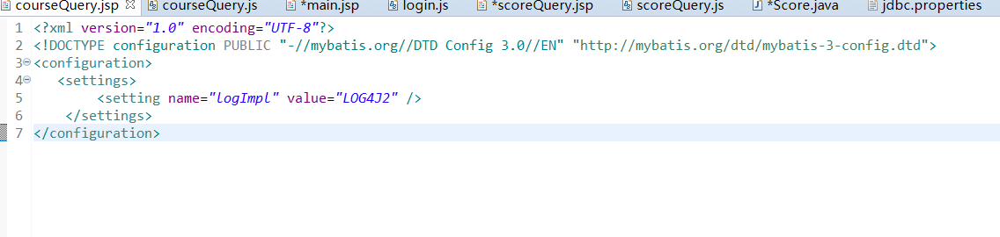 courseQuery.jsp courseQuery.js *main.jsp login.js *scoreQuery.jsp scoreQuery.js *Score.java jdbc.properties
1 <?xml version="1.0" encoding="UTF-8"?>
2 <!DOCTYPE configuration PUBLIC "-//mybatis.org//DTD Config 3.0//EN" "http://mybatis.org/dtd/mybatis-3-config.dtd">
3 <configuration>
4 <settings>
5 <setting name="logImpl" value="LOG4J2" />
6 </settings>
7 </configuration>